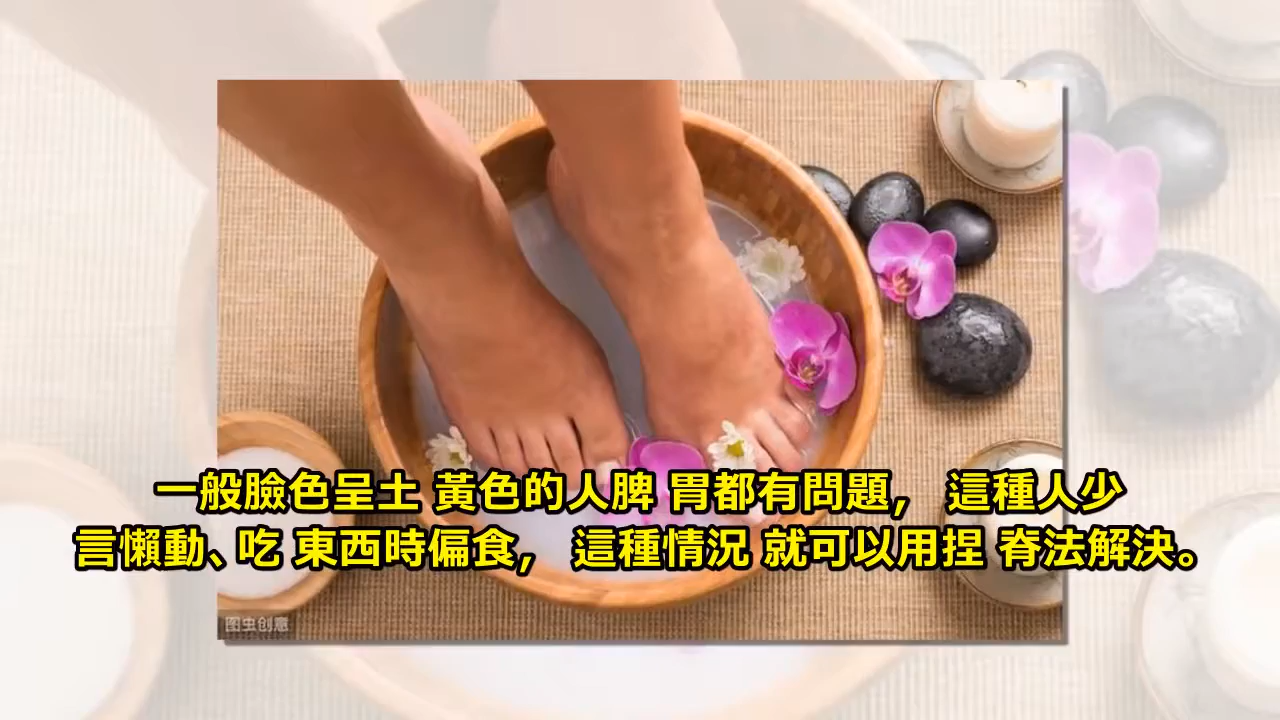 一般臉色呈土 黃色的人脾 胃都有問題， 這種人少
言懶動、吃 東西時偏食， 這種情況 就可以用捏 脊法解決。
图虫创意